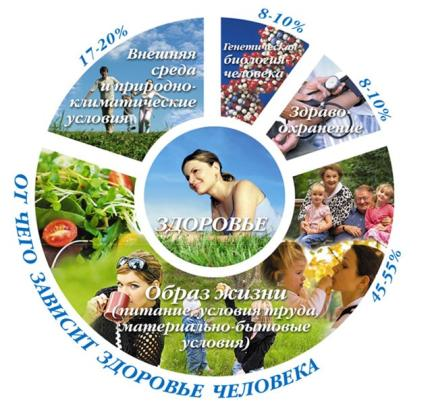 17-20%
Внешняя
среда
и природно-
климатические
условия
8-10%
Генетическая
биология
человека
8-10%
Здраво-
охранение
ЗДОРОВЬЕ
45-55%
Образ жизни
(питание, условия труда,
материально-бытовые
условия)
ОТ ЧЕГО ЗАВИСИТ ЗДОРОВЬЕ ЧЕЛОВЕКА